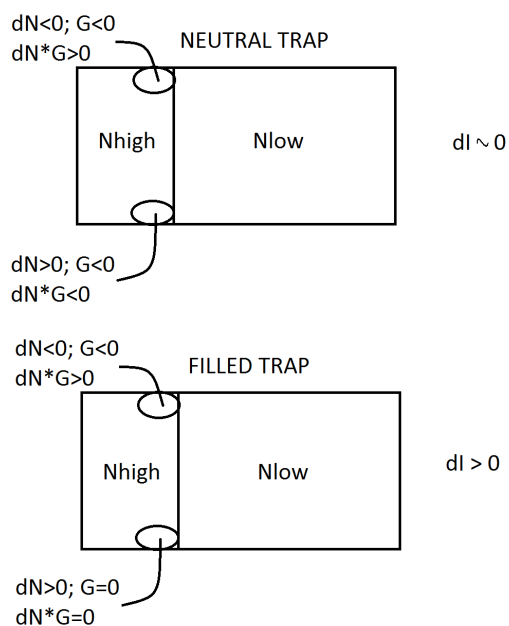 dN<0; G<0
dN*G>0
NEUTRAL TRAP
Nhigh
Nlow
dI ~ 0
dN>0; G<0
dN*G<0
dN<0; G<0
dN*G>0
FILLED TRAP
Nhigh
Nlow
dI > 0
dN>0; G=0
dN*G=0